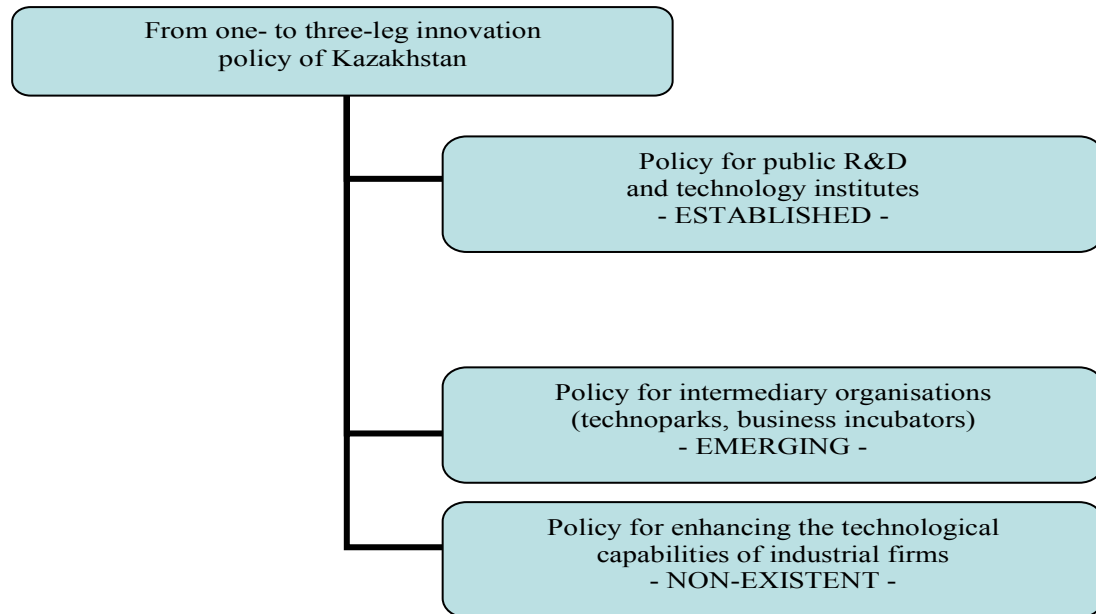 From one- to three-leg innovation
policy of Kazakhstan
Policy for public R&D
and technology institutes
- ESTABLISHED -
Policy for intermediary organisations
(technoparks, business incubators)
- EMERGING -
Policy for enhancing the technological
capabilities of industrial firms
- NON-EXISTENT -